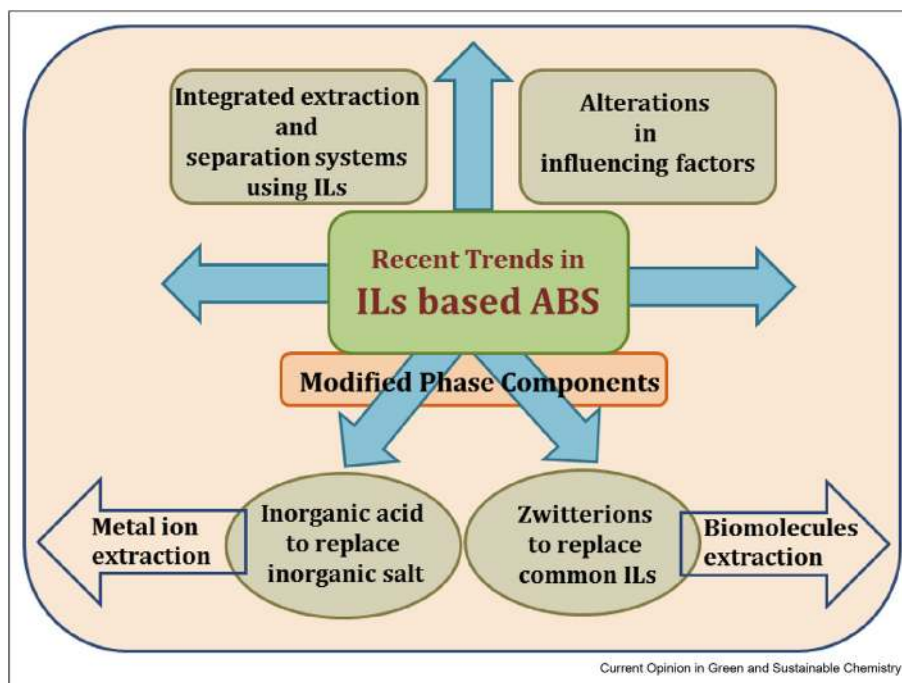 Integrated extraction
and
separation systems
using ILs
Alterations
in
influencing factors
Recent Trends in
ILs based ABS
Modified Phase Components
Metal ion
extraction
Inorganic acid
to replace
inorganic salt
Zwitterions
to replace
common ILs
Biomolecules
extraction
Current Opinion in Green and Sustainable Chemistry